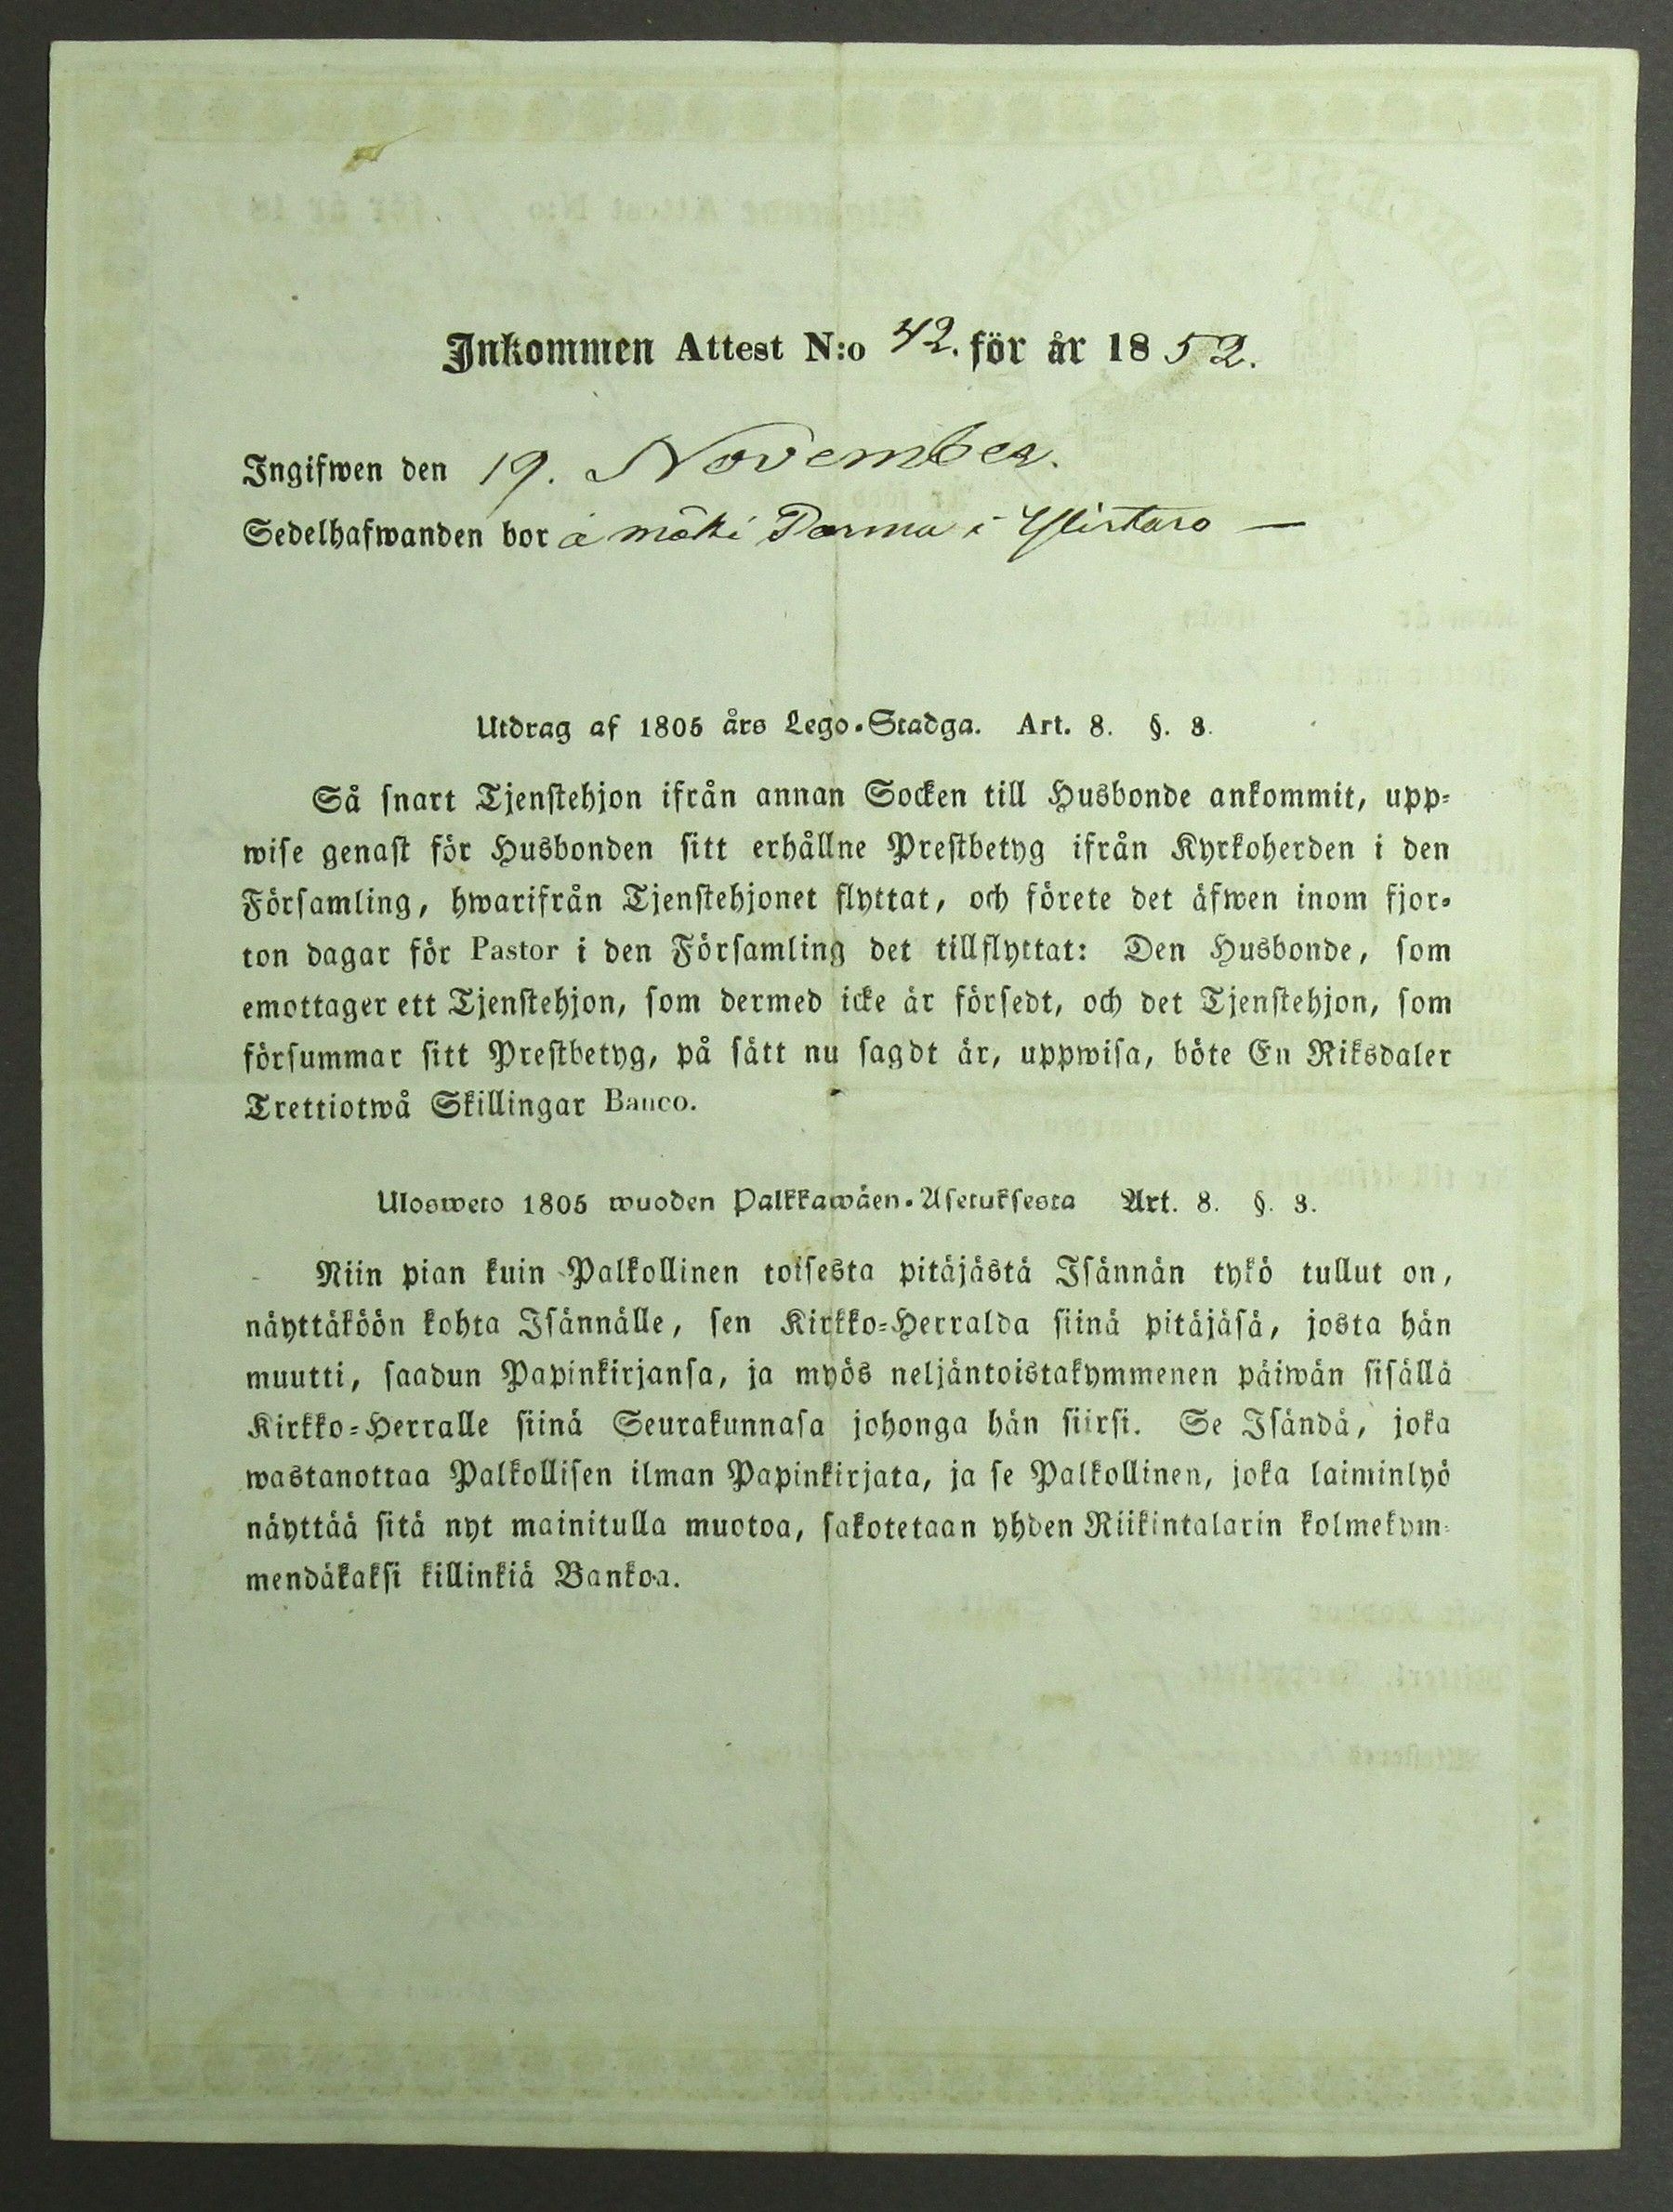 Inkommen Attest N:o 42. för år 1852.
Ingifwen den 19. November.
Sedelhafwanden bor å mäki Parma i Ylistaro —
Utdrag af 1805 års Lego-Stadga. Art. 8. §. 3.
Så snart Tjenstehjon ifrån annan Socken till Husbonde ankommit, upp-
wise genast för Husbonden sitt erhållne Prestbetyg ifrån Kyrkoherden i den
Församling, hwarifrån Tjenstehjonet flyttat, och förete det äfwen inom fjor-
ton dagar för Pastor i den Församling det tillflyttat: Den Husbonde, som
emottager ett Tjenstehjon, som dermed icke är försedt, och det Tjenstehjon, som
försummar sitt Prestbetyg, på sätt nu sagdt är, uppwisa, böte En Riksdaler
Trettiotwå Skillingar Banco.
Ulosweto 1805 wuoden Palkkawäen-Asetuksesta Art. 8. §. 3.
Niin pian kuin Palkollinen toisesta pitäjästä Isännän tykö tullut on,
näyttäköön kohta Isännälle, sen Kirkko-Herralda siinä pitäjäsä, josta hän
muutti, saadun Papinkirjansa, ja myös neljäntoistakymmenen päiwän sisällä
Kirkko-Herralle siinä Seurakunnasa johonga hän siirsi. Se Isändä, joka
wastanottaa Palkollisen ilman Papinkirjata, ja se Palkollinen, joka laiminlyö
näyttää sitä nyt mainitulla muotoa, sakotetaan yhden Riikintalarin kolmekym-
mendäkaksi killinkiä Bankoa.